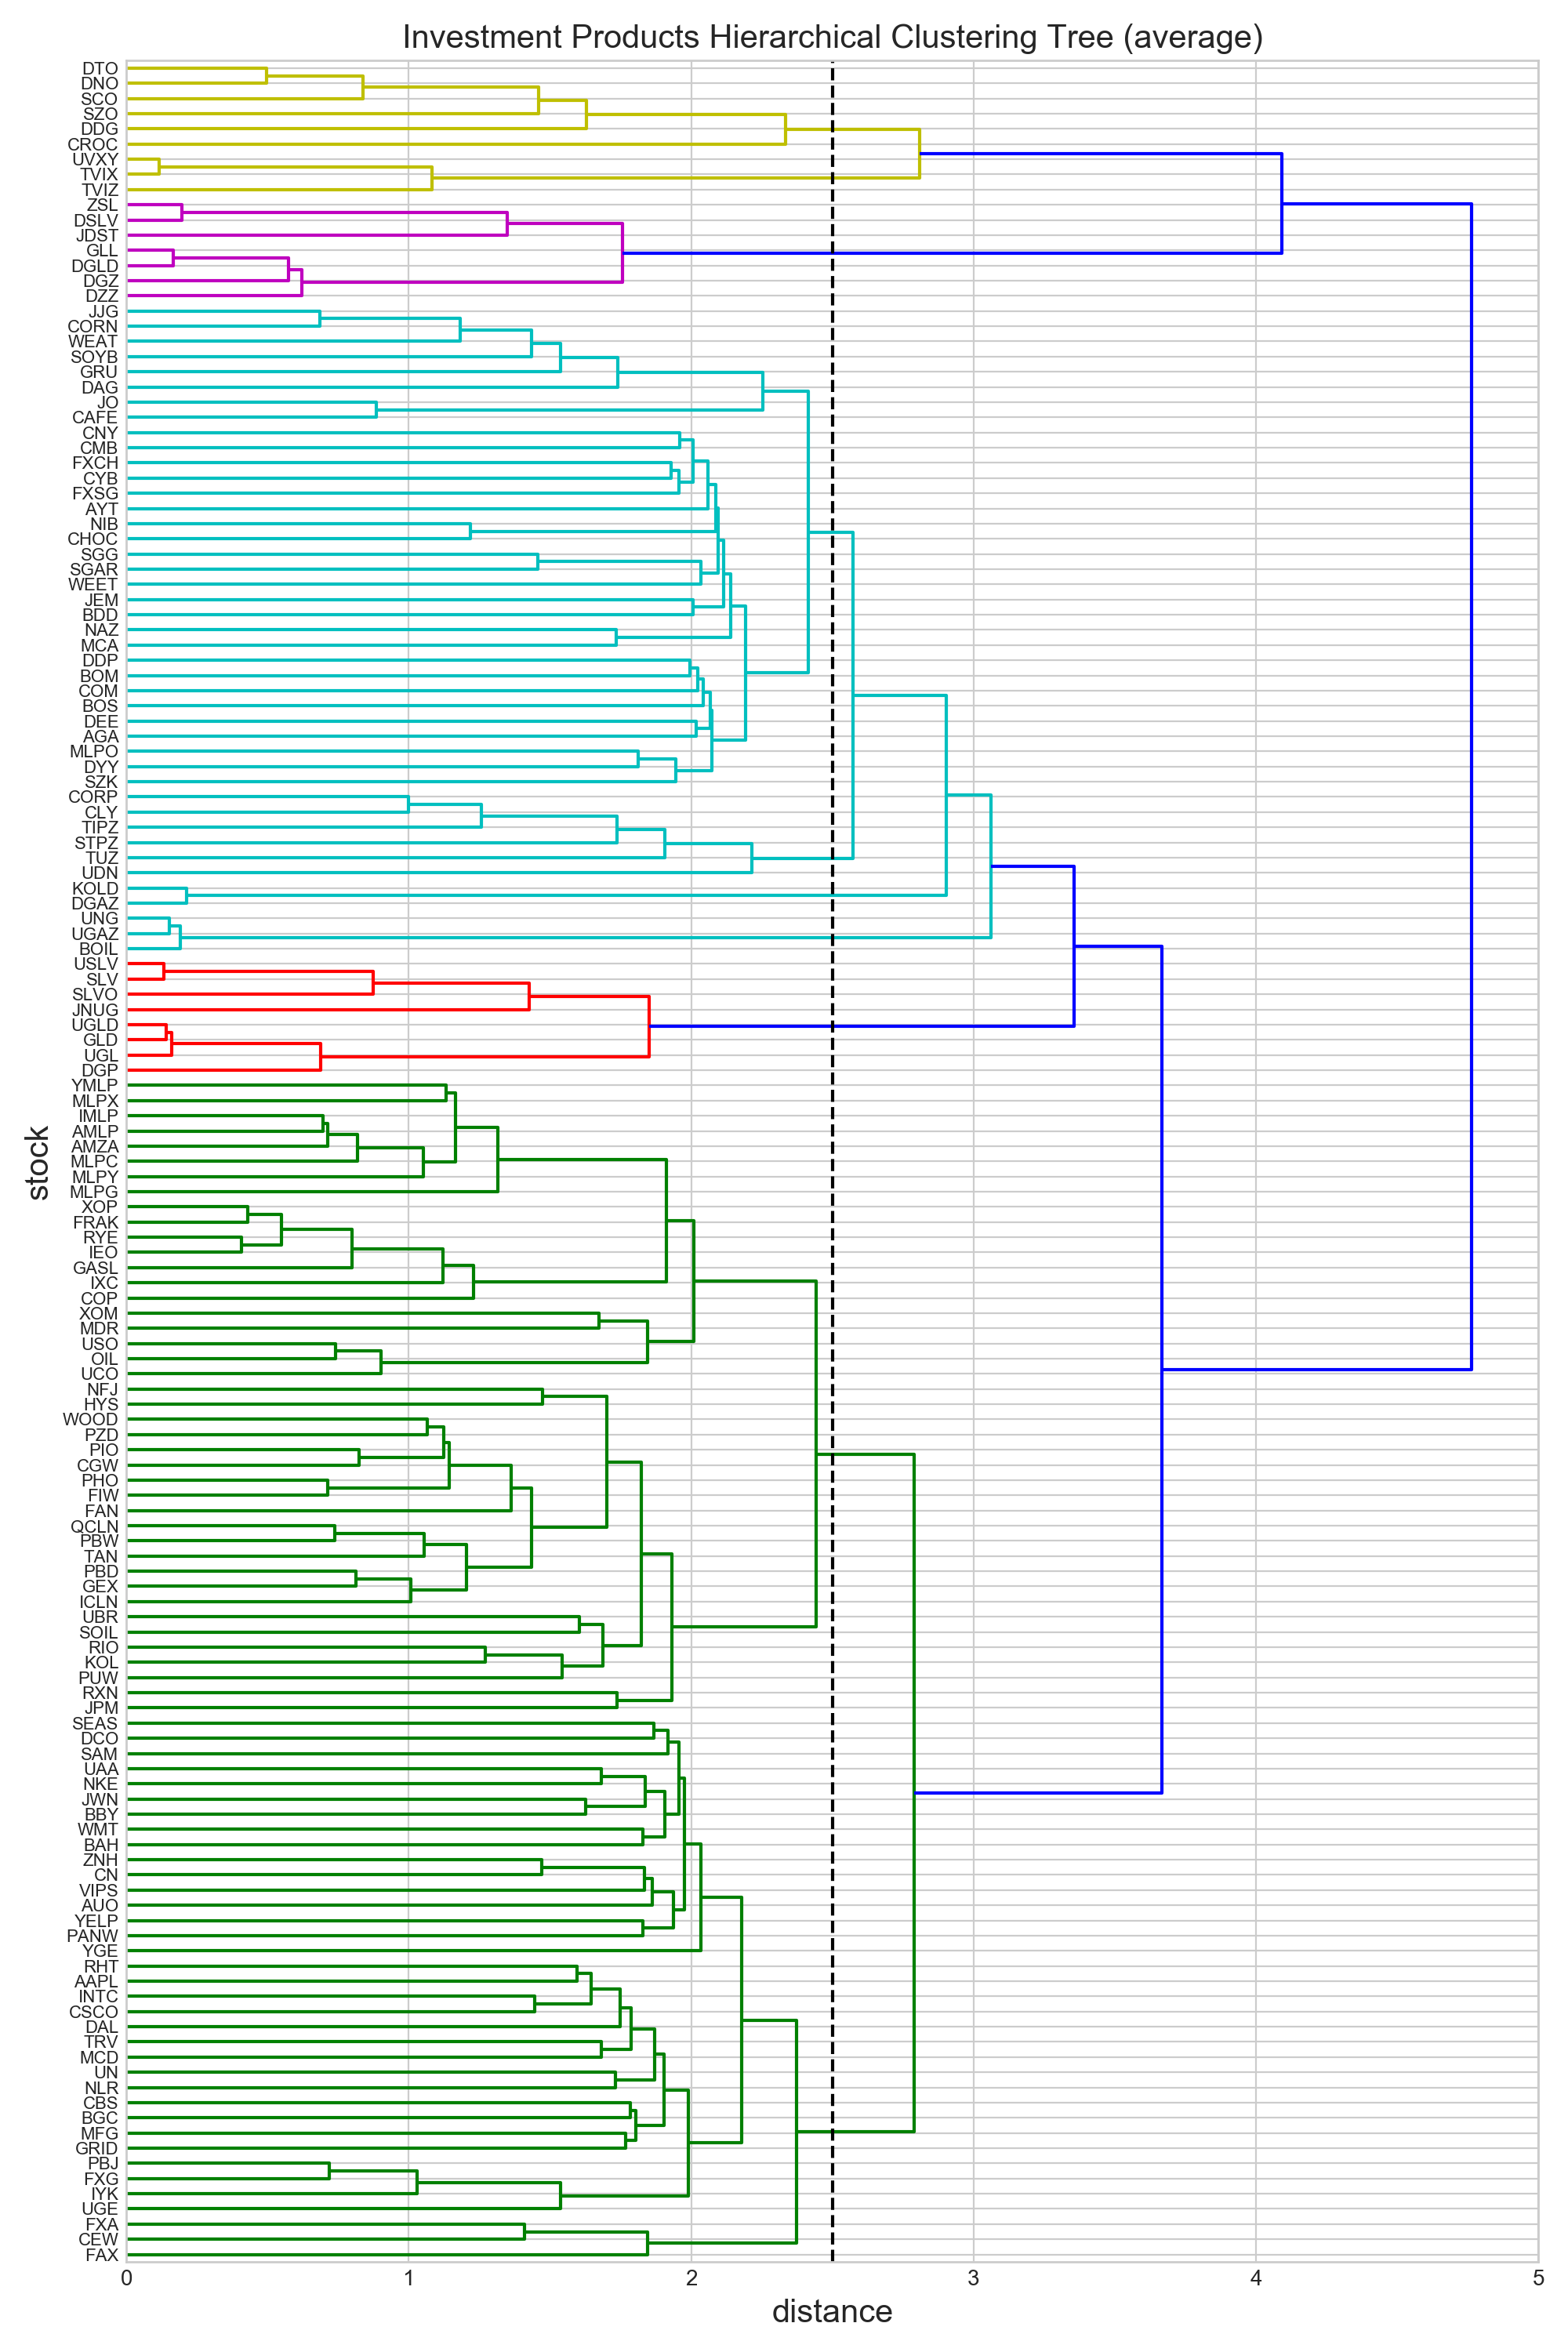 Investment Products Hierarchical Clustering Tree (average)
DTO
DNO
SCO
SZO
DDG
CROC
UVXY
TVIX
TVIZ
ZSL
DSLV
JDST
GLL
DGLD
DGZ
DZZ
JJG
CORN
WEAT
SOYB
GRU
DAG
JO
CAFE
CNY
CMB
FXCH
CYB
FXSG
AYT
NIB
CHOC
SGG
SGAR
WEET
JEM
BDD
NAZ
MCA
DDP
BOM
COM
BOS
DEE
AGA
MLPO
DYY
SZK
CORP
CLY
TIPZ
STPZ
TUZ
UDN
KOLD
DGAZ
UNG
UGAZ
BOIL
USLV
SLV
SLVO
JNUG
UGLD
GLD
UGL
DGP
YMLP
MLPX
IMLP
AMLP
AMZA
MLPC
MLPY
MLPG
XOP
FRAK
RYE
IEO
GASL
IXC
COP
XOM
MDR
USO
OIL
UCO
NFJ
HYS
WOOD
PZD
PIO
CGW
PHO
FIW
FAN
QCLN
PBW
TAN
PBD
GEX
ICLN
UBR
SOIL
RIO
KOL
PUW
RXN
JPM
SEAS
DCO
SAM
UAA
NKE
JWN
BBY
WMT
BAH
ZNH
CN
VIPS
AUO
YELP
PANW
YGE
RHT
AAPL
INTC
CSCO
DAL
TRV
MCD
UN
NLR
CBS
BGC
MFG
GRID
PBJ
FXG
IYK
UGE
FXA
CEW
FAX
stock
0 1 2 3 4 5
distance